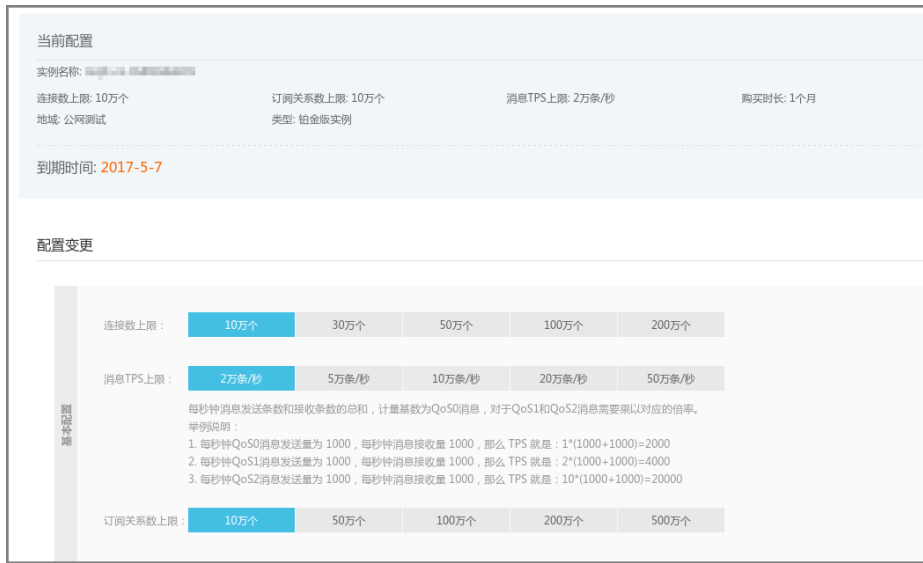 当前配置
实例名称:
连接数上限: 10万个 订阅关系数上限: 10万个 消息TPS上限: 2万条/秒 购买时长: 1个月
地域: 公网测试 类型: 铂金版实例
到期时间: 2017-5-7
配置变更
基本配置
连接数上限： 10万个 30万个 50万个 100万个 200万个
消息TPS上限： 2万条/秒 5万条/秒 10万条/秒 20万条/秒 50万条/秒
每秒钟消息发送条数和接收条数的总和，计量基数为QoS0消息，对于QoS1和QoS2消息需要乘以对应的倍率。
举例说明：
1. 每秒钟QoS0消息发送量为 1000，每秒钟消息接收量 1000，那么 TPS 就是：1*(1000+1000)=2000
2. 每秒钟QoS1消息发送量为 1000，每秒钟消息接收量 1000，那么 TPS 就是：2*(1000+1000)=4000
3. 每秒钟QoS2消息发送量为 1000，每秒钟消息接收量 1000，那么 TPS 就是：10*(1000+1000)=20000
订阅关系数上限： 10万个 50万个 100万个 200万个 500万个